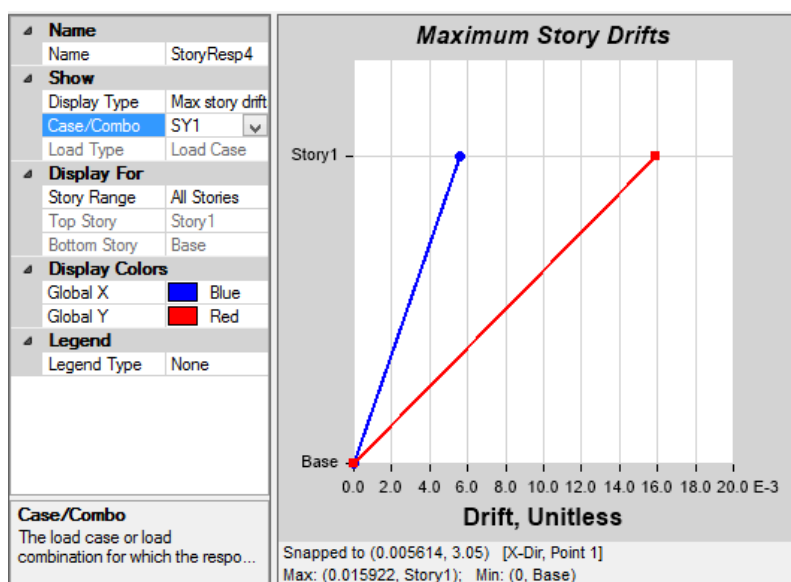 Name
Name StoryResp4
Show
Display Type Max story drift
Case/Combo SY1
Load Type Load Case
Display For
Story Range All Stories
Top Story Story1
Bottom Story Base
Display Colors
Global X Blue
Global Y Red
Legend
Legend Type None
Case/Combo
The load case or load
combination for which the respo...
Maximum Story Drifts
Story1
Base
0.0 2.0 4.0 6.0 8.0 10.0 12.0 14.0 16.0 18.0 20.0 E-3
Drift, Unitless
Snapped to (0.005614, 3.05) [X-Dir, Point 1]
Max: (0.015922, Story1); Min: (0, Base)